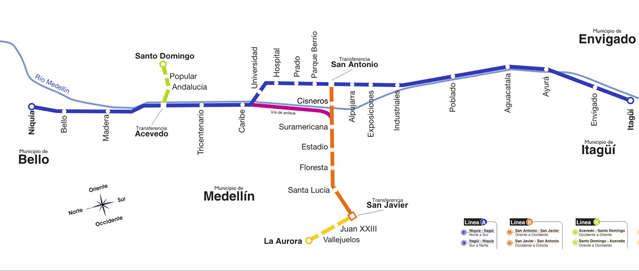 Municipio de
Envigado
Santo Domingo
Popular
Andalucía
Universidad
Hospital
Prado
Parque Berrío
Transferencia
San Antonio
Río Medellín
Niquía
Bello
Madera
Transferencia
Acevedo
Tricentenario
Caribe
Vía de enlace
Cisneros
Suramericana
Estadio
Floresta
Santa Lucía
Alpujarra
Exposiciones
Industriales
Poblado
Aguacatala
Ayurá
Envigado
Itagüí
Municipio de
Bello
Municipio de
Itagüí
Municipio de
Medellín
Oriente
Norte
Sur
Occidente
Transferencia
San Javier
Juan XXIII
Vallejuelos
La Aurora
Línea A
Niquía - Itagüí
Norte a Sur
Itagüí - Niquía
Sur a Norte
Línea B
San Antonio - San Javier
Oriente a Occidente
San Javier - San Antonio
Occidente a Oriente
Línea K
Acevedo - Santo Domingo
Occidente a Oriente
Santo Domingo - Acevedo
Oriente a Occidente